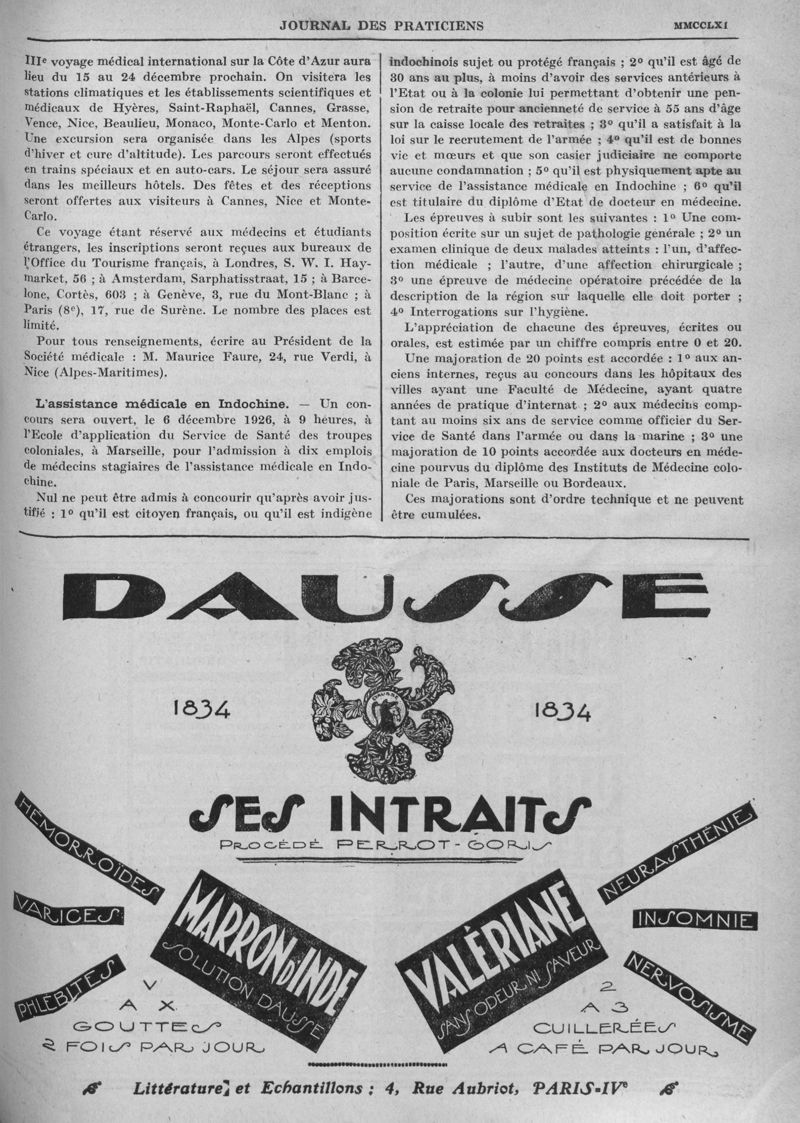 JOURNAL DES PRATICIENS
MMCCLXI
IIIe voyage médical international sur la Côte d'Azur aura
lieu du 15 au 24 décembre prochain. On visitera les
stations climatiques et les établissements scientifiques et
médicaux de Hyères, Saint-Raphaël, Cannes, Grasse,
Vence, Nice, Beaulieu, Monaco, Monte-Carlo et Menton.
Une excursion sera organisée dans les Alpes (sports
d'hiver et cure d'altitude). Les parcours seront effectués
en trains spéciaux et en auto-cars. Le séjour sera assuré
dans les meilleurs hôtels. Des fêtes et des réceptions
seront offertes aux visiteurs à Cannes, Nice et Monte-
Carlo.
Ce voyage étant réservé aux médecins et étudiants
étrangers, les inscriptions seront reçues aux bureaux de
l'Office du Tourisme français, à Londres, S. W. I. Hay-
market, 56 ; à Amsterdam, Sarphatisstraat, 15 ; à Barce-
lone, Cortès, 603 ; à Genève, 3, rue du Mont-Blanc ; à
Paris (8e), 17, rue de Surène. Le nombre des places est
limité.
Pour tous renseignements, écrire au Président de la
Société médicale : M. Maurice Faure, 24, rue Verdi, à
Nice (Alpes-Maritimes).
L'assistance médicale en Indochine. — Un con-
cours sera ouvert, le 6 décembre 1926, à 9 heures, à
l'Ecole d'application du Service de Santé des troupes
coloniales, à Marseille, pour l'admission à dix emplois
de médecins stagiaires de l'assistance médicale en Indo-
chine.
Nul ne peut être admis à concourir qu'après avoir jus-
tifié : 1o qu'il est citoyen français, ou qu'il est indigène
indochinois sujet ou protégé français ; 2o qu'il est âgé de
30 ans au plus, à moins d'avoir des services antérieurs à
l'Etat ou à la colonie lui permettant d'obtenir une pen-
sion de retraite pour ancienneté de service à 55 ans d'âge
sur la caisse locale des retraites ; 3o qu'il a satisfait à la
loi sur le recrutement de l'armée ; 4o qu'il est de bonnes
vie et mœurs et que son casier judiciaire ne comporte
aucune condamnation ; 5o qu'il est physiquement apte au
service de l'assistance médicale en Indochine ; 6o qu'il
est titulaire du diplôme d'Etat de docteur en médecine.
Les épreuves à subir sont les suivantes : 1o Une com-
position écrite sur un sujet de pathologie genérale ; 2o un
examen clinique de deux malades atteints : l'un, d'affec-
tion médicale ; l'autre, d'une affection chirurgicale ;
3o une épreuve de médecine opératoire précédée de la
description de la région sur laquelle elle doit porter ;
4o Interrogations sur l'hygiène.
L'appréciation de chacune des épreuves, écrites ou
orales, est estimée par un chiffre compris entre 0 et 20.
Une majoration de 20 points est accordée : 1o aux an-
ciens internes, reçus au concours dans les hôpitaux des
villes ayant une Faculté de Médecine, ayant quatre
années de pratique d'internat ; 2o aux médecins comp-
tant au moins six ans de service comme officier du Ser-
vice de Santé dans l'armée ou dans la marine ; 3o une
majoration de 10 points accordée aux docteurs en méde-
cine pourvus du diplôme des Instituts de Médecine colo-
niale de Paris, Marseille ou Bordeaux.
Ces majorations sont d'ordre technique et ne peuvent
être cumulées.
DAUSSE
1834
DAUSSE
1834
SES INTRAITS
PROCÉDÉ PERROT-GORIS
HÉMORROÏDES
VARICES
PHLÉBITES
MARRON D'INDE
SOLUTION DAUSSE
V
A X
GOUTTES
2 FOIS PAR JOUR
VALÉRIANE
SANS ODEUR NI SAVEUR
NEURASTHÉNIE
INSOMNIE
NERVOSISME
2
A 3
CUILLERÉES
A CAFÉ PAR JOUR
Littérature et Echantillons : 4, Rue Aubriot, PARIS-IVe